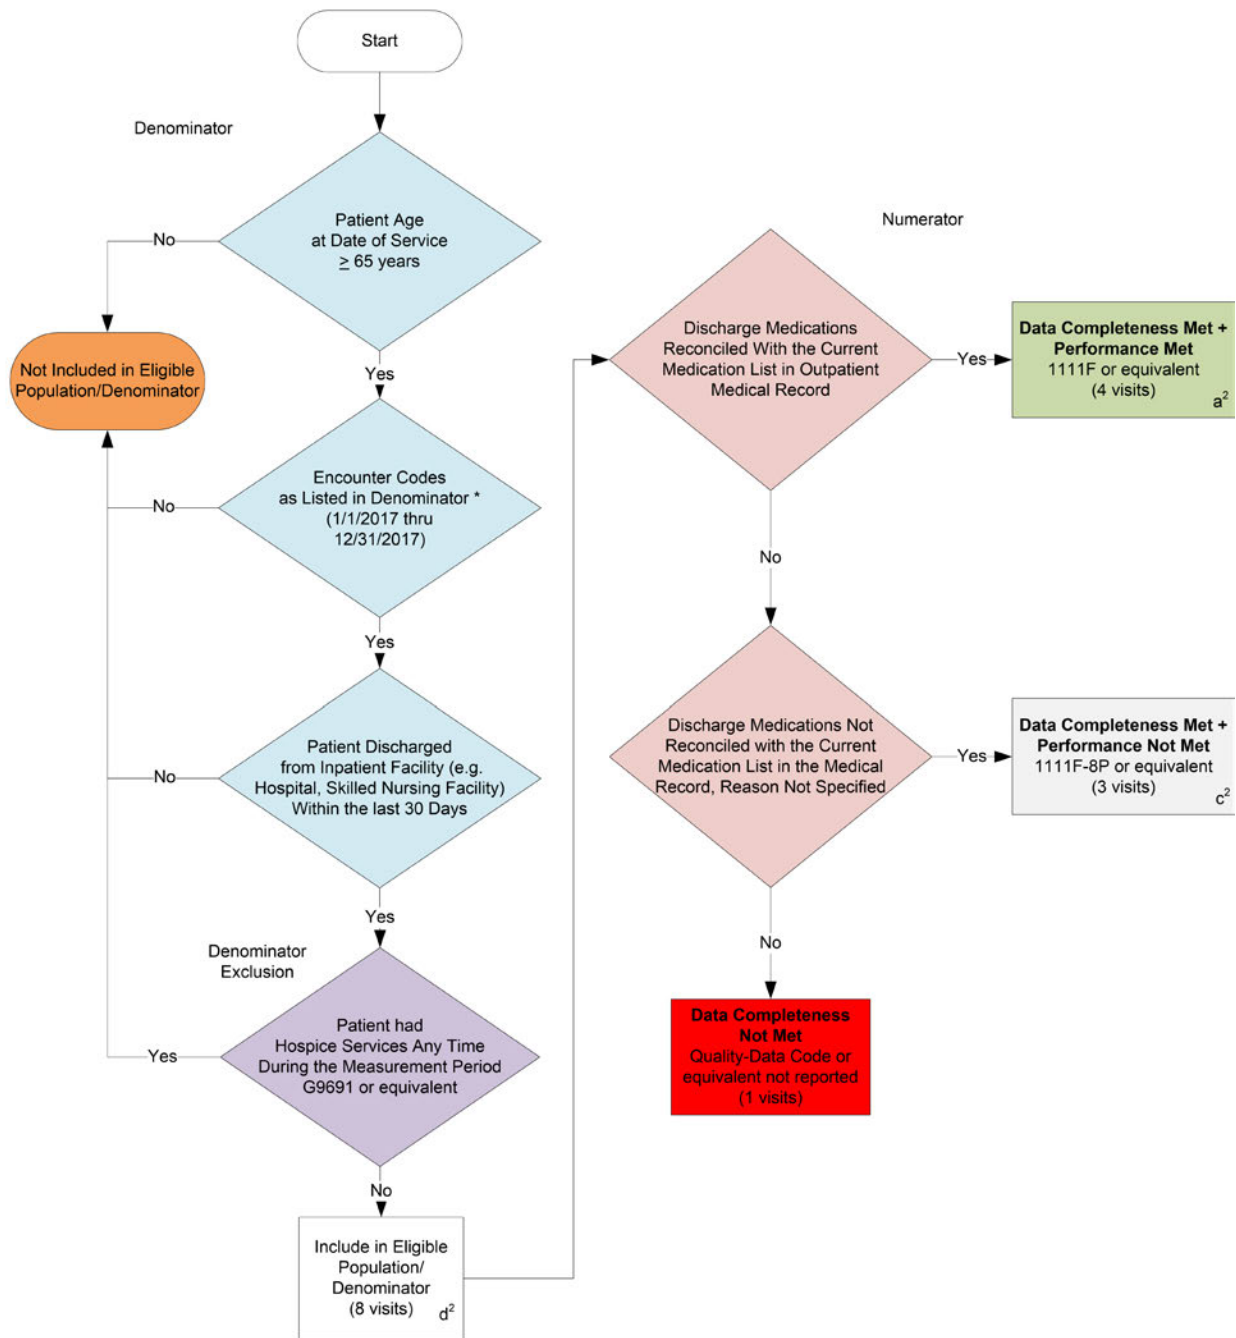 Start
Denominator
Patient Age
at Date of Service
≥ 65 years
No
Yes
Not Included in Eligible
Population/Denominator
Encounter Codes
as Listed in Denominator *
(1/1/2017 thru
12/31/2017)
No
Yes
Patient Discharged
from Inpatient Facility (e.g.
Hospital, Skilled Nursing Facility)
Within the last 30 Days
No
Yes
Denominator
Exclusion
Patient had
Hospice Services Any Time
During the Measurement Period
G9691 or equivalent
Yes
No
Include in Eligible
Population/
Denominator
(8 visits)
d²
Numerator
Discharge Medications
Reconciled With the Current
Medication List in Outpatient
Medical Record
Yes
Data Completeness Met +
Performance Met
1111F or equivalent
(4 visits)
a²
No
Discharge Medications Not
Reconciled with the Current
Medication List in the Medical
Record, Reason Not Specified
Yes
Data Completeness Met +
Performance Not Met
1111F-8P or equivalent
(3 visits)
c²
No
Data Completeness
Not Met
Quality-Data Code or
equivalent not reported
(1 visits)